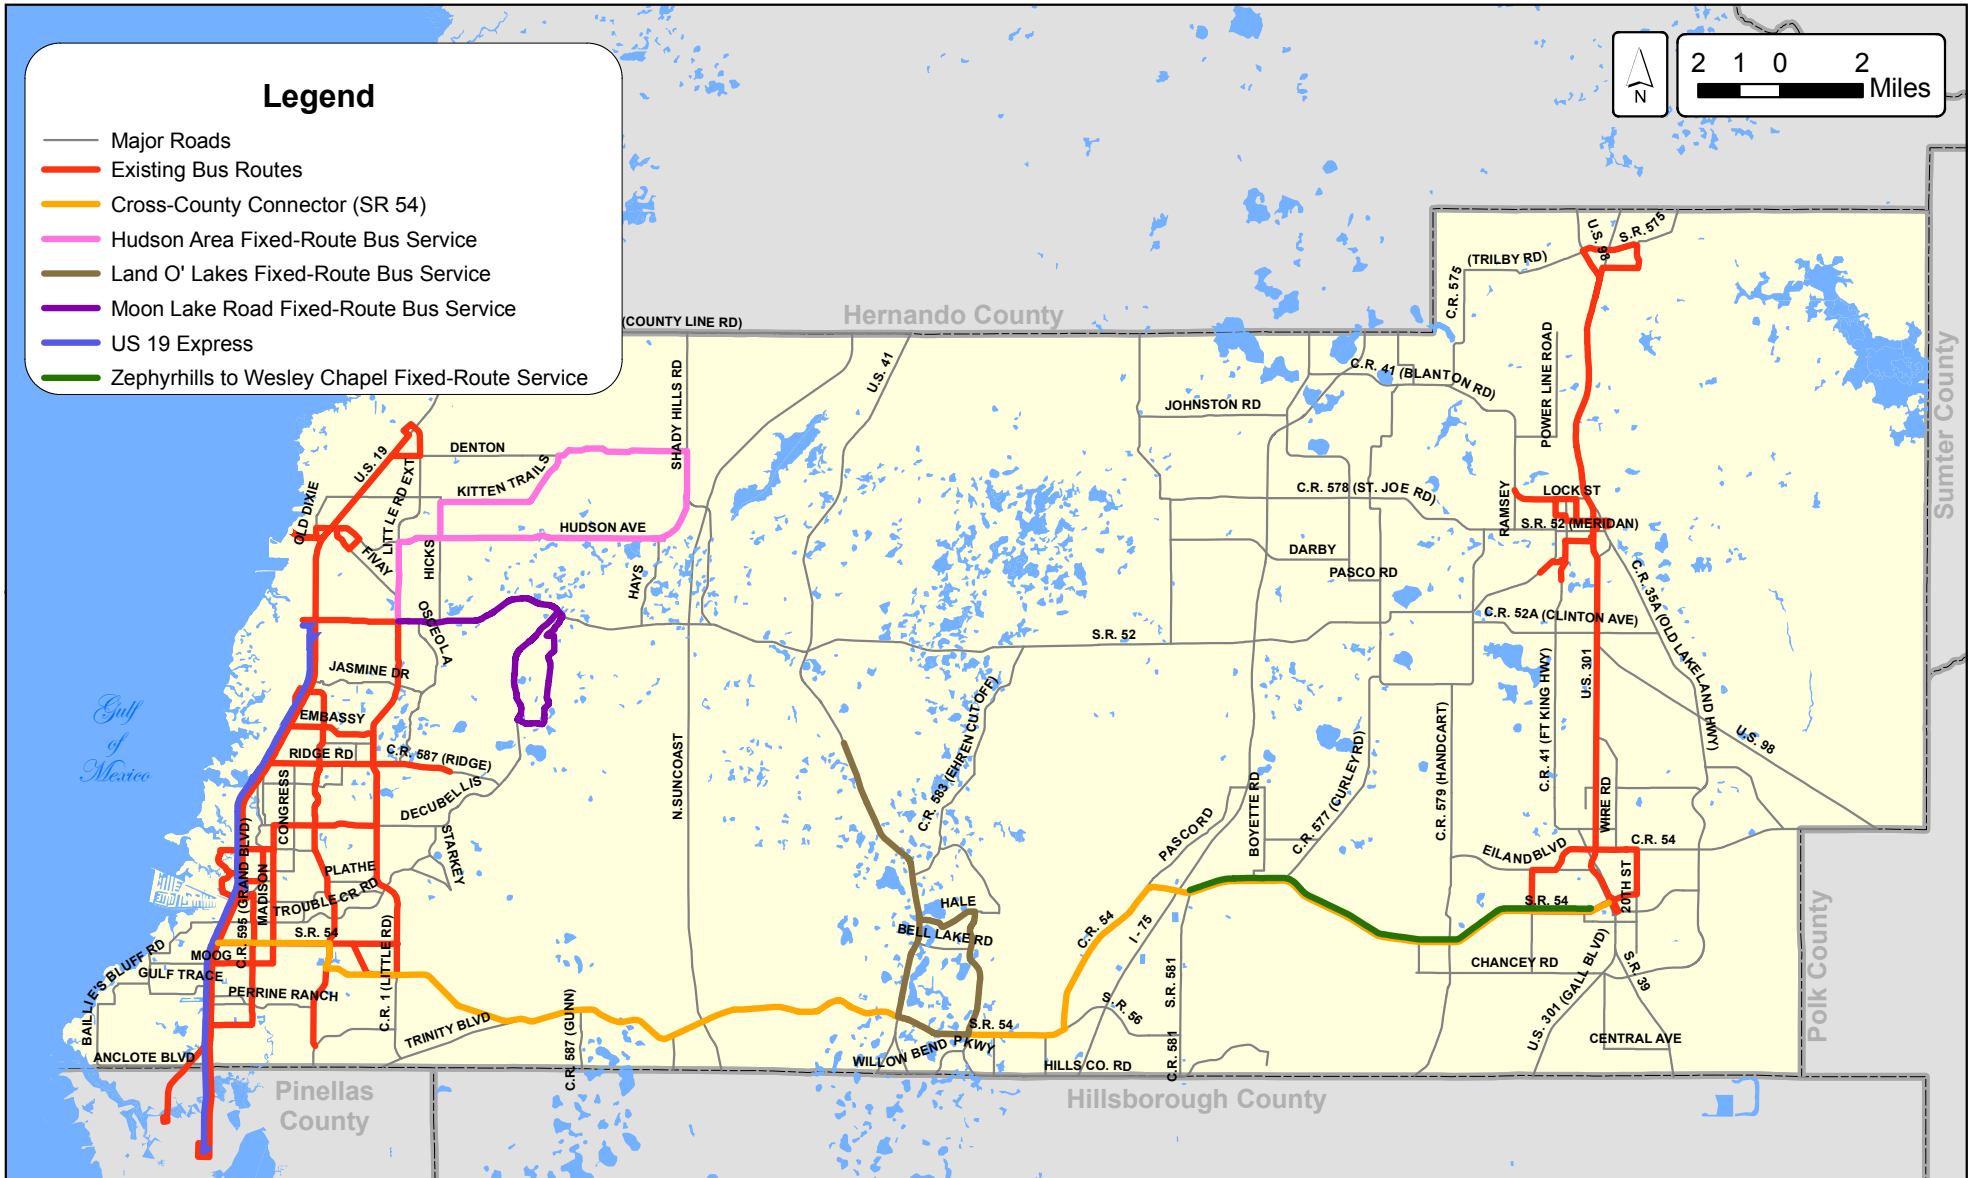 Legend
Major Roads
Existing Bus Routes
Cross-County Connector (SR 54)
Hudson Area Fixed-Route Bus Service
Land O' Lakes Fixed-Route Bus Service
Moon Lake Road Fixed-Route Bus Service
US 19 Express
Zephyrhills to Wesley Chapel Fixed-Route Service
N
2 1 0 2
Miles
Hernando County
Sumter County
Polk County
Hillsborough County
Pinellas
County
Gulf
of
Mexico
(COUNTY LINE RD)
U.S. 41
SHADY HILLS RD
DENTON
KITTEN TRAILS
U.S. 19
LITTLE RD EXT
OLD DIXIE
FIVAY
HICKS
HUDSON AVE
HAYS
OSCEOLA
JASMINE DR
EMBASSY
RIDGE RD
C.R. 587 (RIDGE)
DECUBELLIS
CONGRESS
STARKEY
PLATHE
TROUBLE CR RD
MADISON
C.R. 595 (GRAND BLVD)
S.R. 54
MOOG
GULF TRACE
BAILLIE'S BLUFF RD
PERRINE RANCH
C.R. 1 (LITTLE RD)
ANCLOTE BLVD
TRINITY BLVD
C.R. 587 (GUNN)
N.SUNCOAST
S.R. 52
C.R. 583 (EHREN CUT OFF)
HALE
BELL LAKE RD
S.R. 54
WILLOW BEND PKWY
HILLS CO. RD
C.R. 54
I - 75
S.R. 56
S.R. 581
C.R. 581
PASCO RD
BOYETTE RD
C.R. 577 (CURLEY RD)
C.R. 579 (HANDCART)
JOHNSTON RD
C.R. 41 (BLANTON RD)
C.R. 578 (ST. JOE RD)
DARBY
PASCO RD
C.R. 575
(TRILBY RD)
U.S. 98
S.R. 575
POWER LINE ROAD
RAMSEY
LOCK ST
S.R. 52 (MERIDAN)
C.R. 52A (CLINTON AVE)
C.R. 35A (OLD LAKELAND HWY)
C.R. 41 (FT KING HWY)
U.S. 301
U.S. 98
WIRE RD
C.R. 54
EILAND BLVD
20TH ST
S.R. 54
CHANCEY RD
U.S. 301 (GALL BLVD)
S.R. 39
CENTRAL AVE